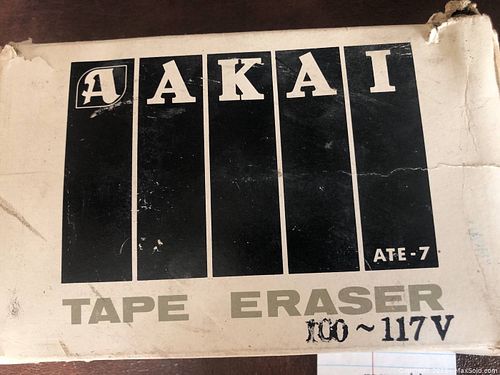 A AKAI
ATE-7
TAPE ERASER
100~117V